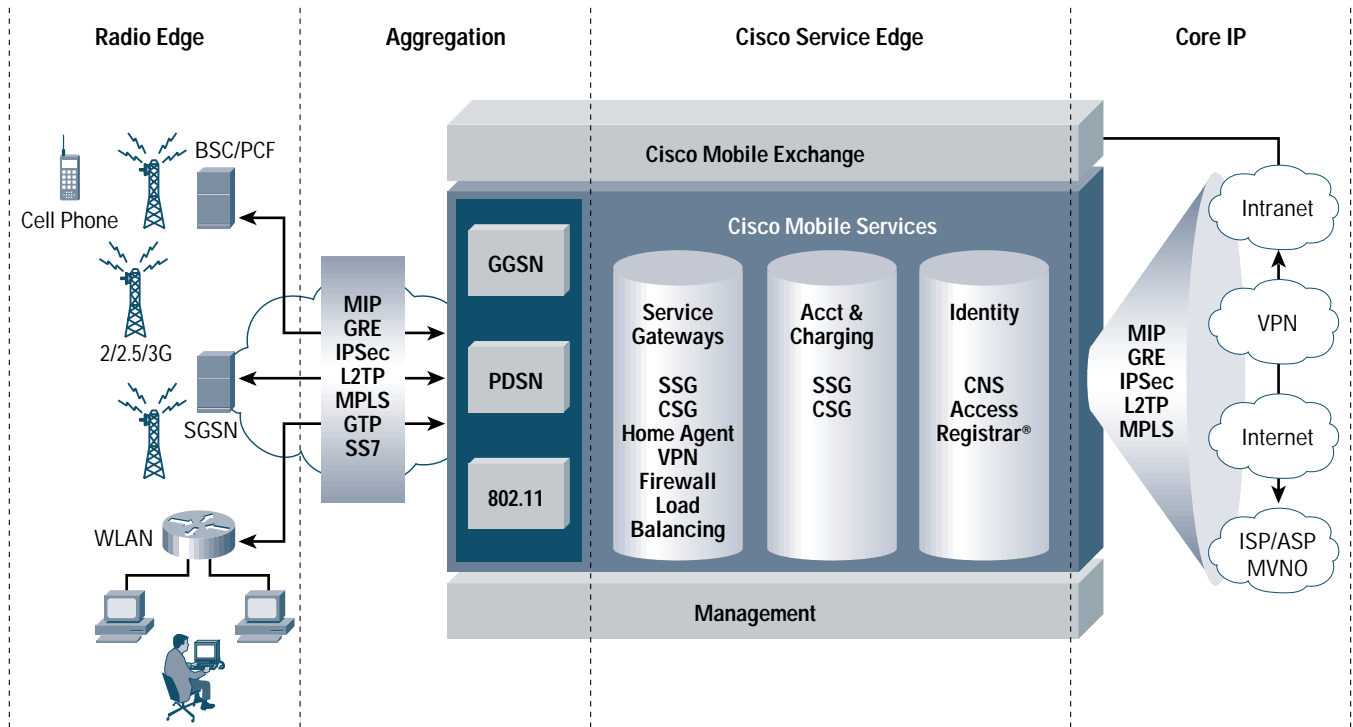 Radio Edge
Aggregation
Cisco Service Edge
Core IP
BSC/PCF
Cell Phone
2/2.5/3G
SGSN
WLAN
MIP
GRE
IPSec
L2TP
MPLS
GTP
SS7
Cisco Mobile Exchange
GGSN
PDSN
802.11
Cisco Mobile Services
Service
Gateways
SSG
CSG
Home Agent
VPN
Firewall
Load
Balancing
Acct &
Charging
SSG
CSG
Identity
CNS
Access
Registrar®
Management
MIP
GRE
IPSec
L2TP
MPLS
Intranet
VPN
Internet
ISP/ASP
MVNO